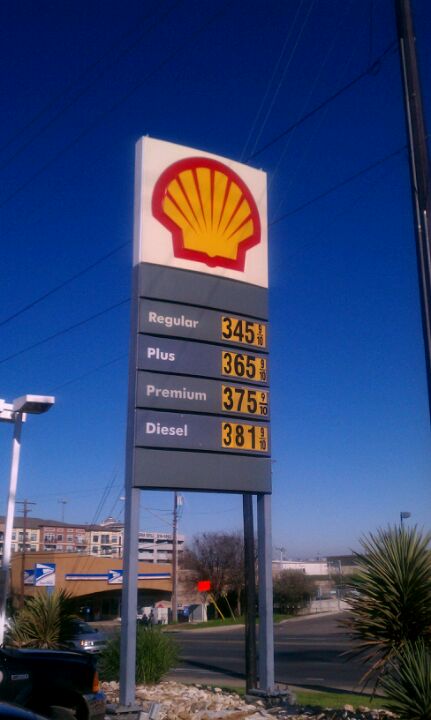 Regular 345 9/10
Plus 365 9/10
Premium 375 9/10
Diesel 381 9/10